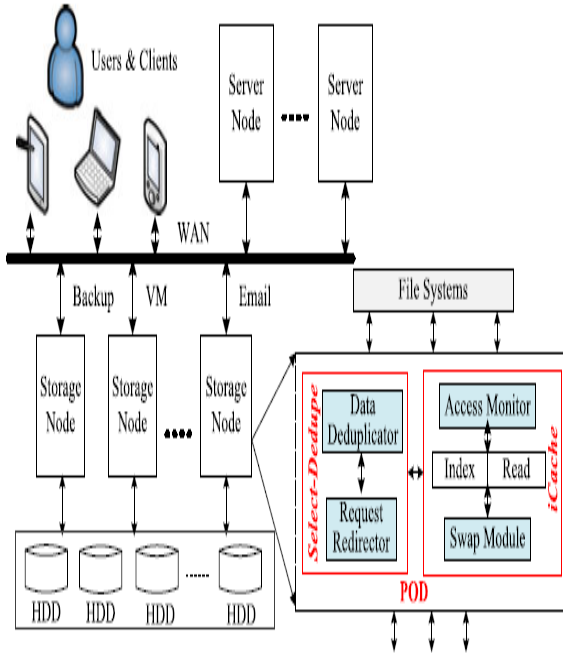 Users & Clients
Server
Node
Server
Node
WAN
Backup
VM
Email
File Systems
Storage
Node
Storage
Node
Storage
Node
Select-Dedupe
Data
Deduplicator
Request
Redirector
Access Monitor
Index
Read
Swap Module
iCache
POD
HDD
HDD
HDD
HDD